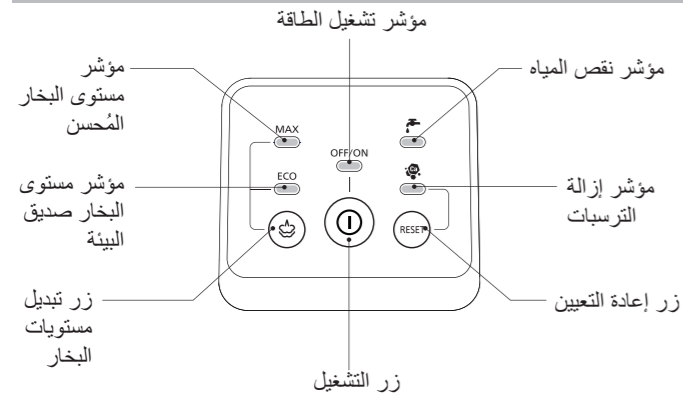 مؤشر تشغيل الطاقة
مؤشر نقص المياه
مؤشر
مستوى البخار
المُحسن
MAX
OFF/ON
ECO
مؤشر إزالة
الترسبات
مؤشر مستوى
البخار صديق
البيئة
RESET
زر إعادة التعيين
زر تبديل
مستويات
البخار
زر التشغيل